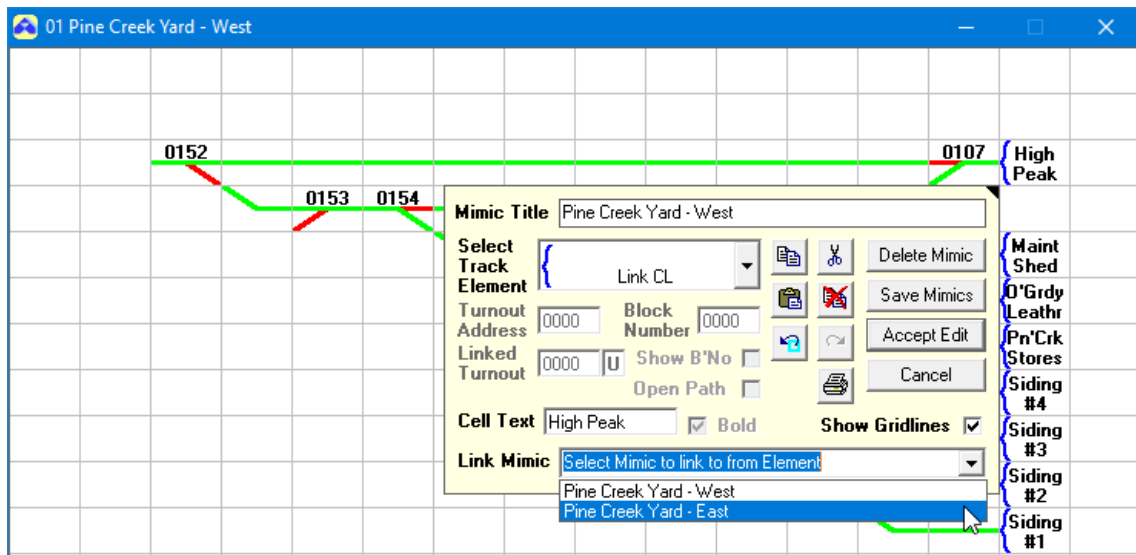 01 Pine Creek Yard - West
0152
0107
High
Peak
0153
0154
Mimic Title
Pine Creek Yard - West
Select
Track
Element
Link CL
Delete Mimic
Save Mimics
Turnout
Address
0000
Block
Number
0000
Accept Edit
Linked
Turnout
0000
U
Show B'No
Open Path
Cancel
Cell Text
High Peak
Bold
Show Gridlines
Link Mimic
Select Mimic to link to from Element
Pine Creek Yard - West
Pine Creek Yard - East
Maint
Shed
O'Grdy
Leathr
Pn'Crk
Stores
Siding
#4
Siding
#3
Siding
#2
Siding
#1